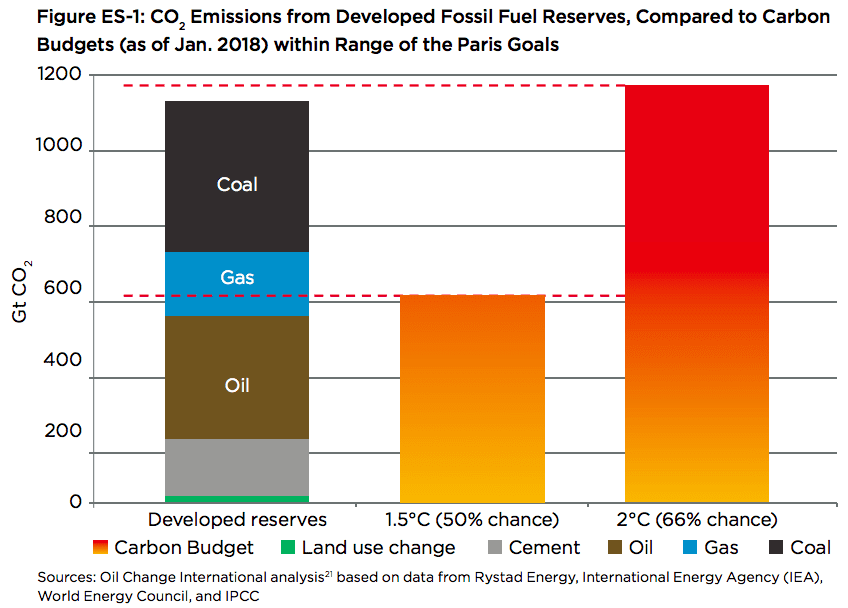 Figure ES-1: CO₂ Emissions from Developed Fossil Fuel Reserves, Compared to Carbon
Budgets (as of Jan. 2018) within Range of the Paris Goals
1200
1000
800
600
400
200
0
Gt CO₂
Coal
Gas
Oil
Developed reserves
1.5°C (50% chance)
2°C (66% chance)
Carbon Budget
Land use change
Cement
Oil
Gas
Coal
Sources: Oil Change International analysis²¹ based on data from Rystad Energy, International Energy Agency (IEA),
World Energy Council, and IPCC